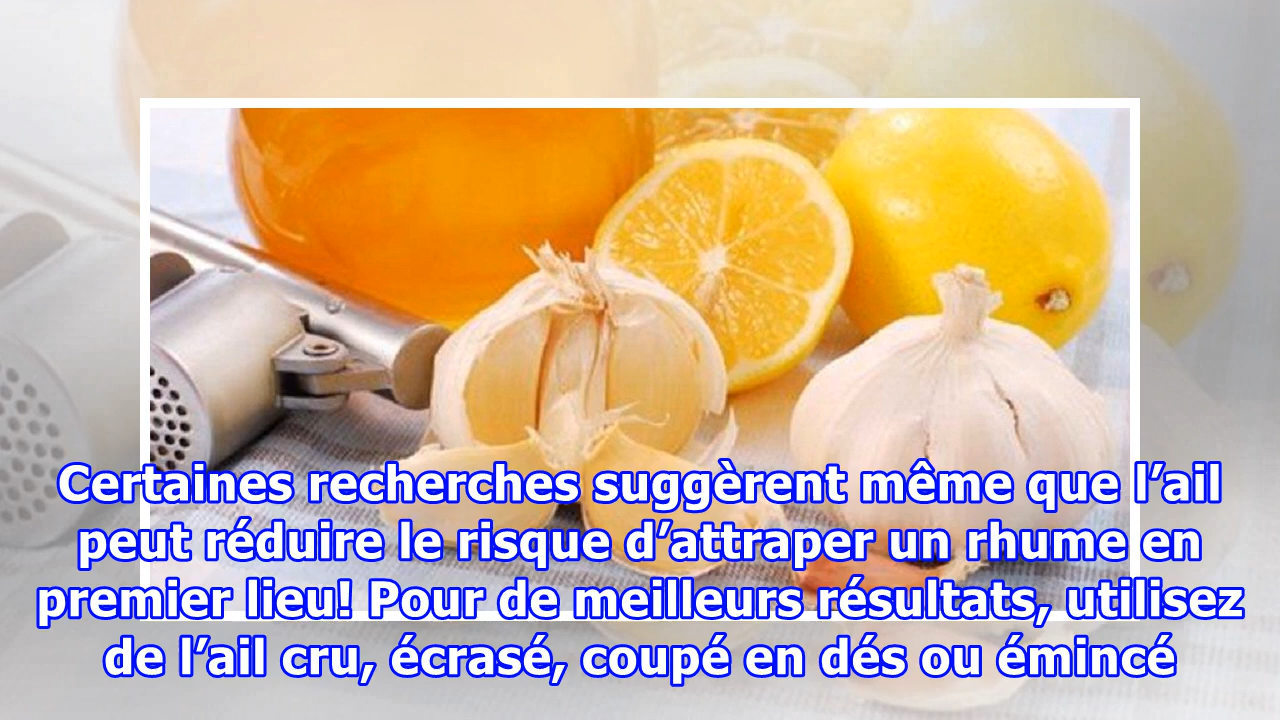 Certaines recherches suggèrent même que l’ail
peut réduire le risque d’attraper un rhume en
premier lieu! Pour de meilleurs résultats, utilisez
de l’ail cru, écrasé, coupé en dés ou émincé